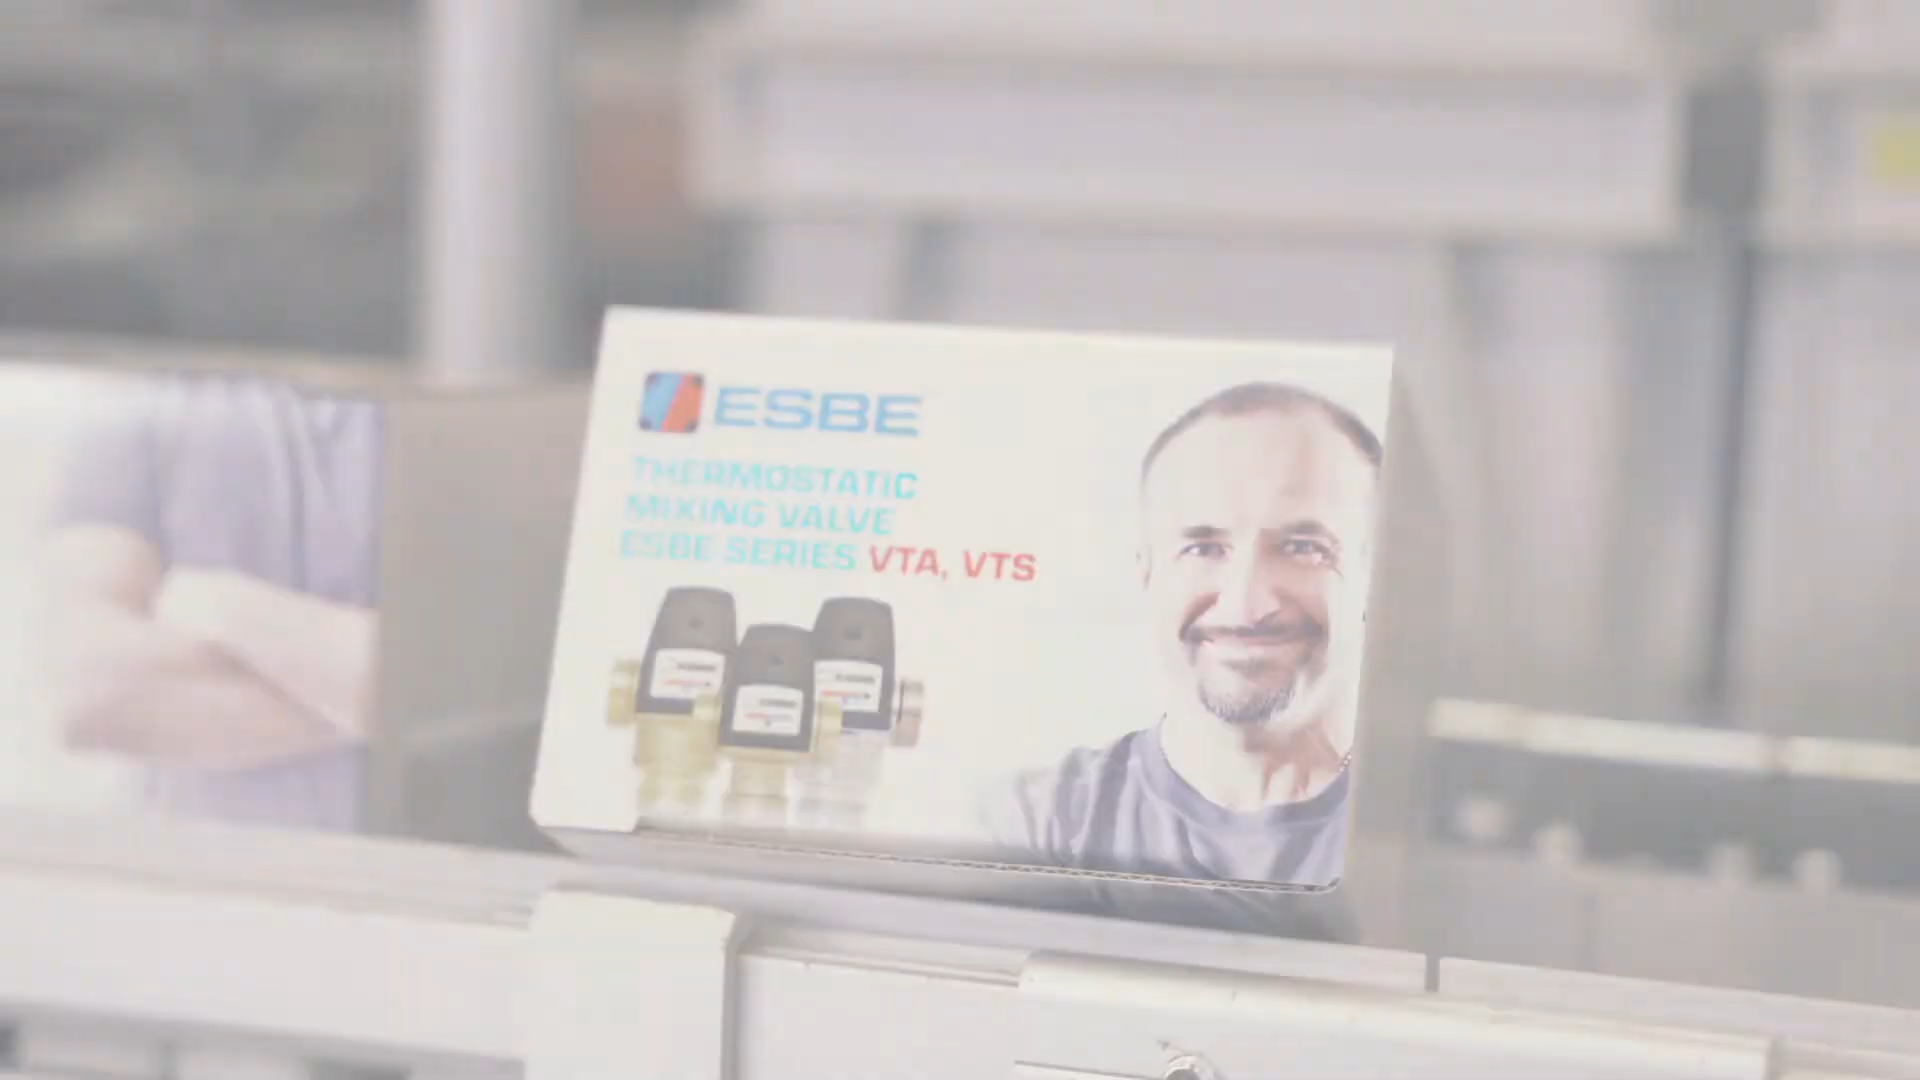 ESBE
THERMOSTATIC
MIXING VALVE
ESBE SERIES VTA, VTS